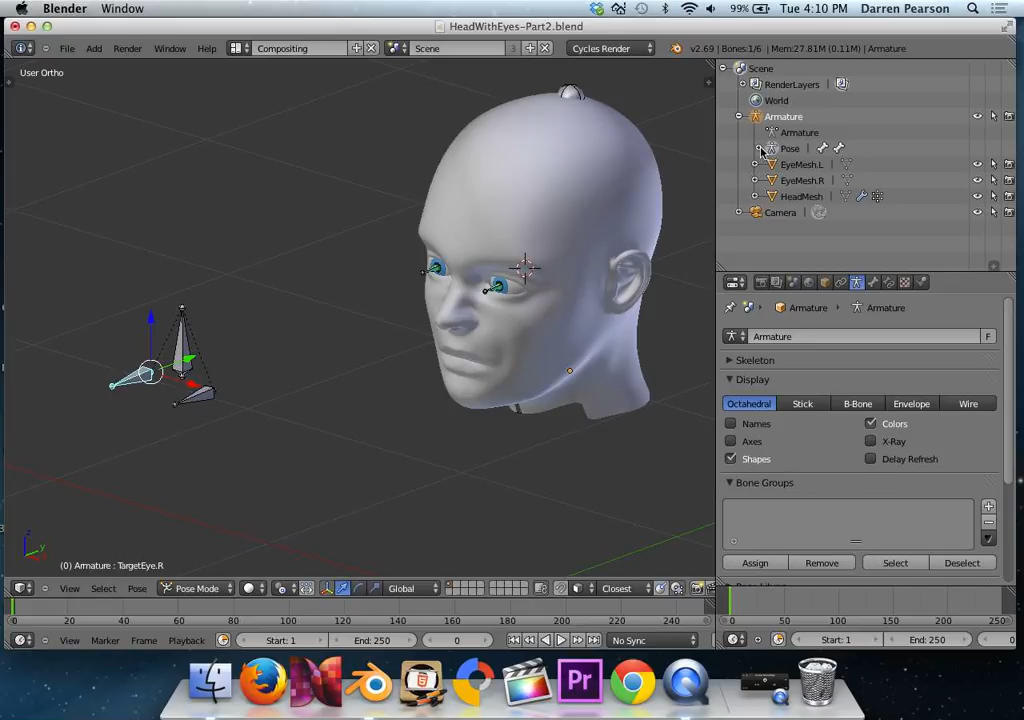 Blender Window 99% Tue 4:10 PM Darren Pearson
HeadWithEyes-Part2.blend
File Add Render Window Help Compositing Scene 3 Cycles Render v2.69 | Bones:1/6 | Mem:27.81M (0.11M) | Armature
User Ortho
Scene
RenderLayers |
World
Armature
Armature
Pose |
EyeMesh.L |
EyeMesh.R |
HeadMesh |
Camera |
Armature Armature
Armature F
Skeleton
Display
Octahedral Stick B-Bone Envelope Wire
Names Colors
Axes X-Ray
Shapes Delay Refresh
Bone Groups
Assign Remove Select Deselect
z
y
(0) Armature : TargetEye.R
View Select Pose Pose Mode Global Closest
0 20 40 60 80 100 120 140 160 180 200 220 240
0 50 100 150 200 250
View Marker Frame Playback Start: 1 End: 250 0 No Sync
Start: 1 End: 250 0
Pr